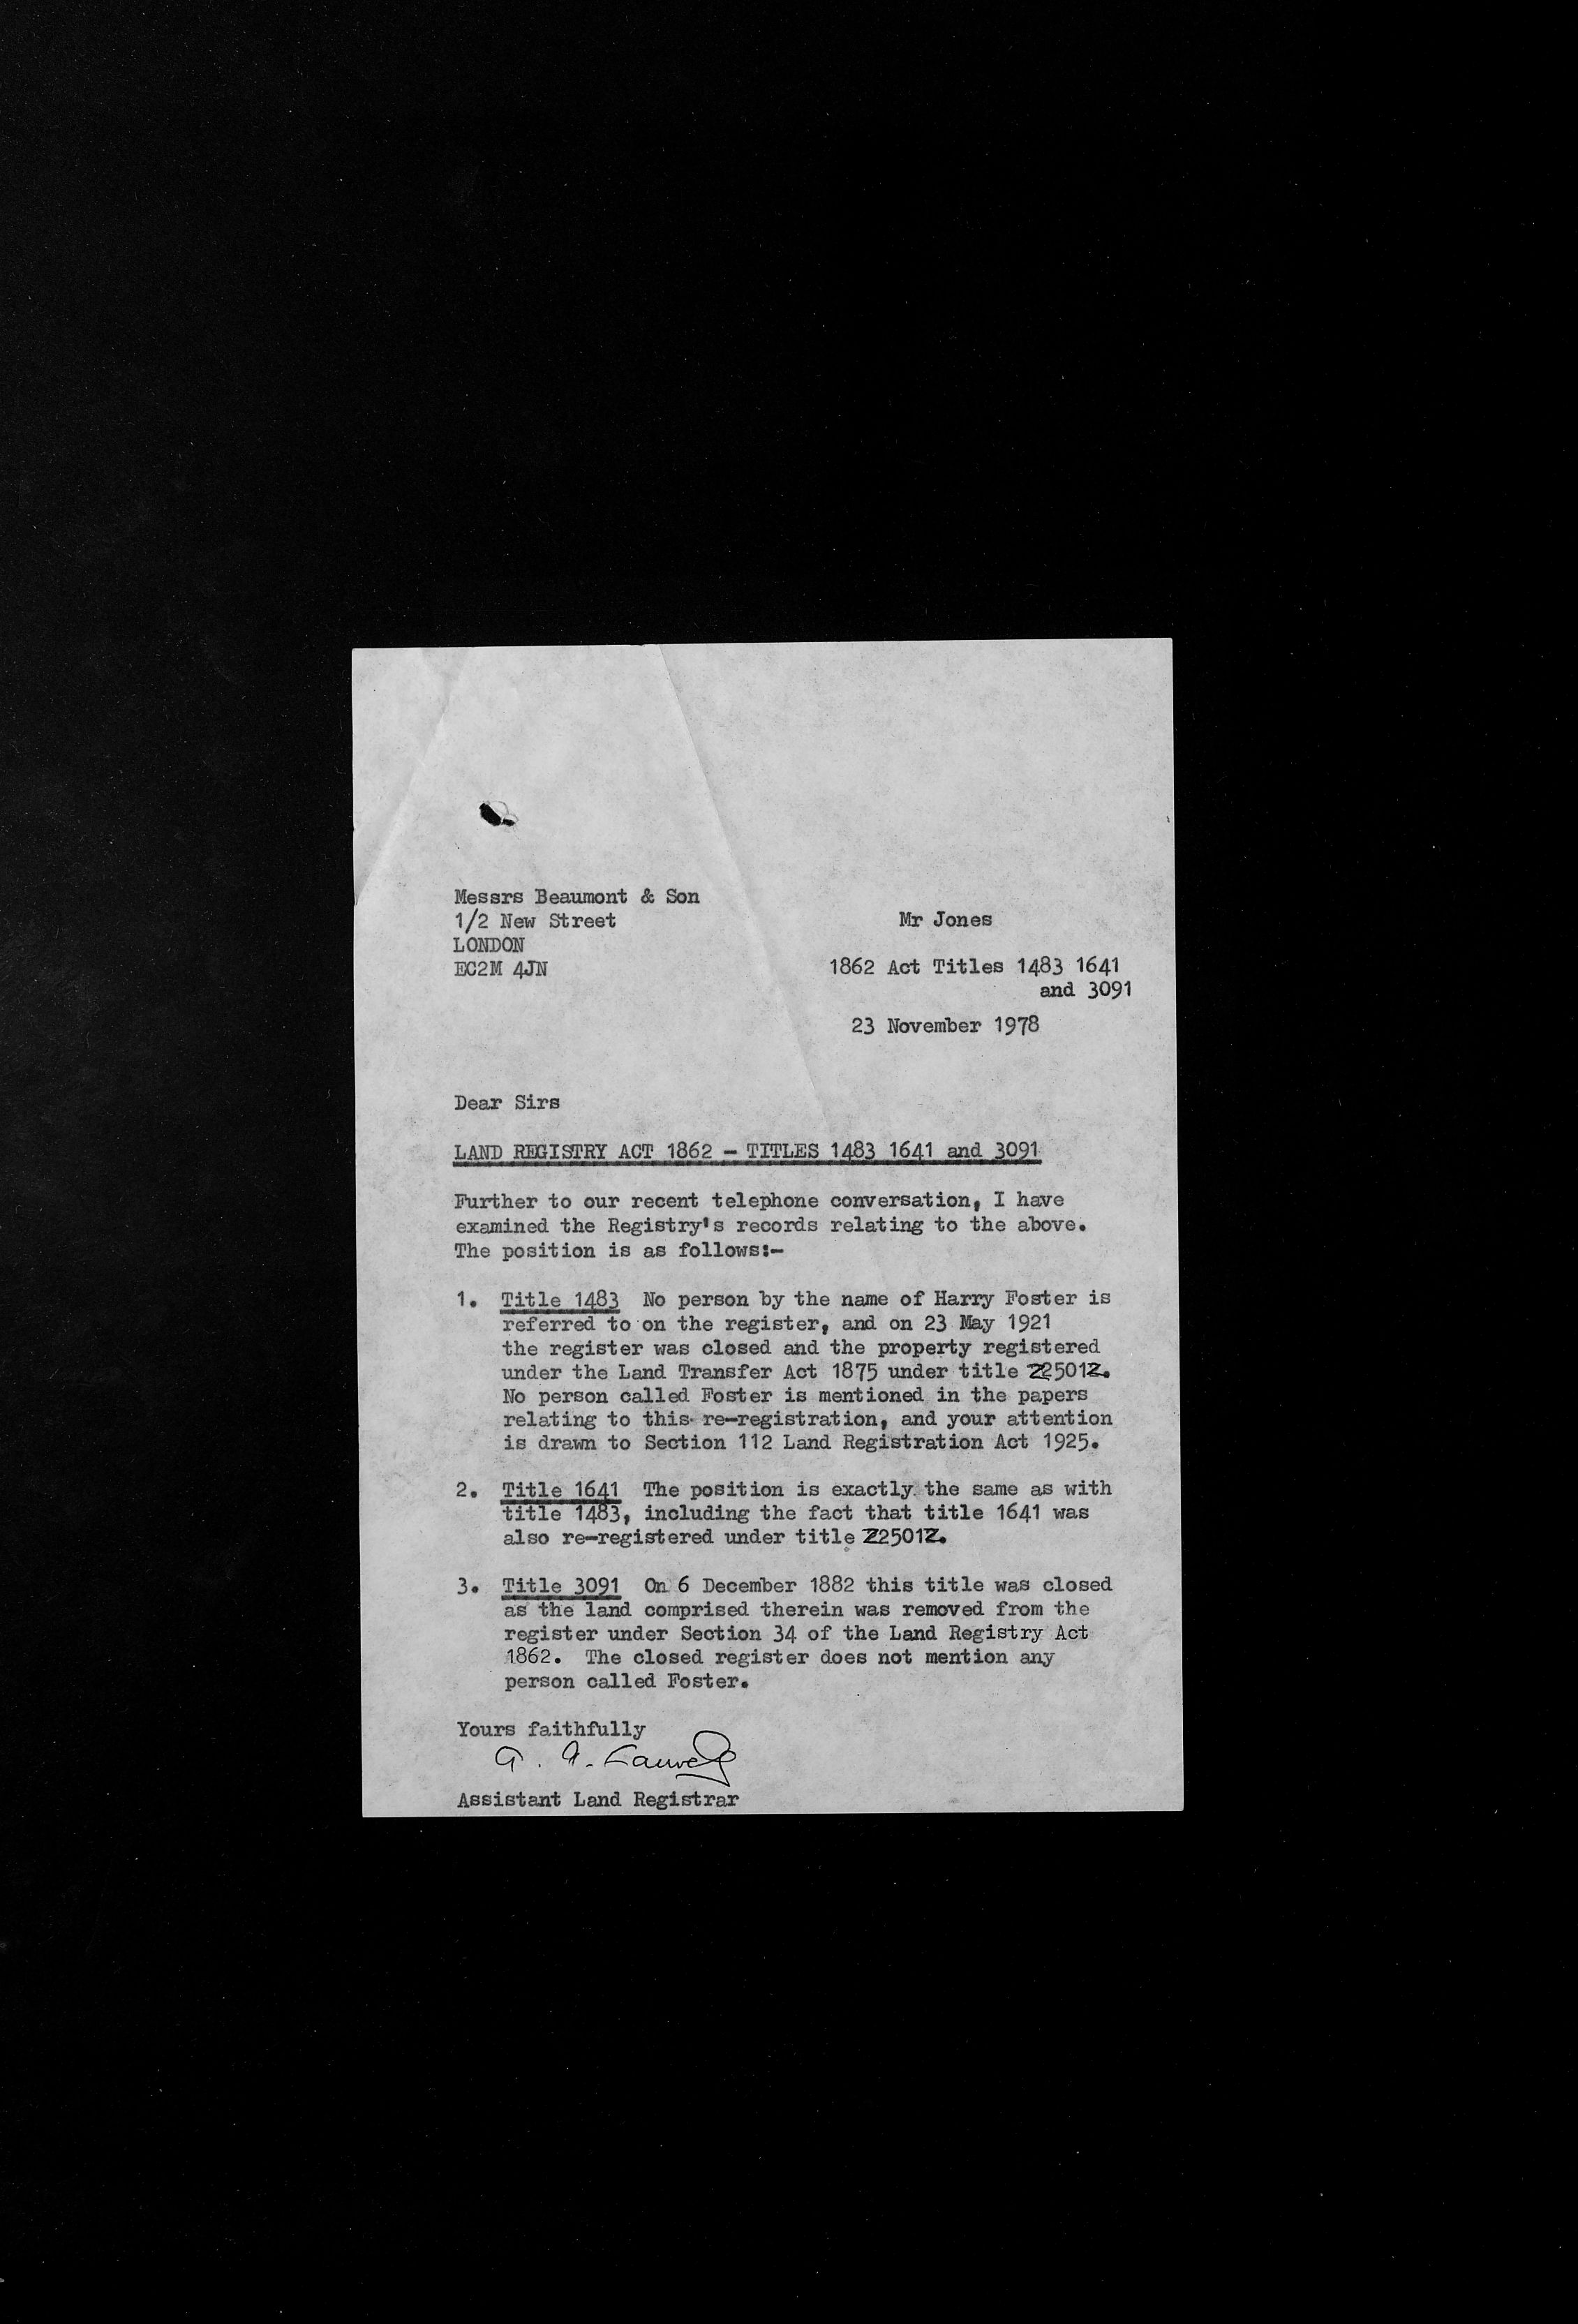 Messrs Beaumont & Son
1/2 New Street
Mr Jones
LONDON
EC2M 4JN
1862 Act Titles 1483 1641
and 3091
23 November 1978
Dear Sirs
LAND REGISTRY ACT 1862 - TITLES 1483 1641 and 3091
Further to our recent telephone conversation, I have
examined the Registry's records relating to the above.
The position is as follows:-
1. Title 1483 No person by the name of Harry Foster is
referred to on the register, and on 23 May 1921
the register was closed and the property registered
under the Land Transfer Act 1875 under title
No person called Foster is mentioned in the papers
relating to this re-registration, and your attention
is drawn to Section 112 Land Registration Act 1925.
2. Title 1641 The position is exactly the same as with
title 1483, including the fact that title 1641 was
also re-registered under title
3. Title 3091 On 6 December 1882 this title was closed
as the land comprised therein was removed from the
register under Section 34 of the Land Registry Act
1862. The closed register does not mention any
person called Foster.
Yours faithfully
Assistant Land Registrar